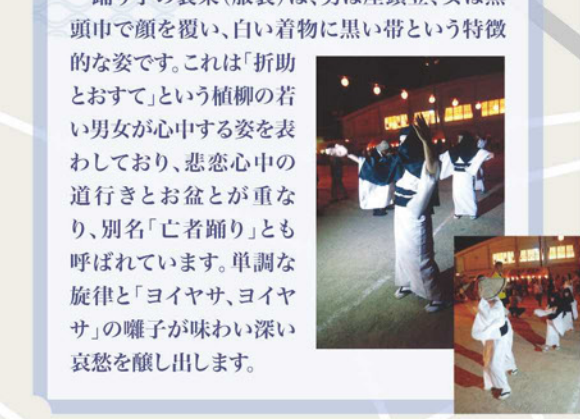 頭巾で顔を覆い、白い着物に黒い帯という特徴
的な姿です。これは「折助
とおすて」という植柳の若
い男女が心中する姿を表
わしており、悲恋心中の
道行きとお盆とが重な
り、別名「亡者踊り」とも
呼ばれています。単調な
旋律と「ヨイヤサ、ヨイヤ
サ」の囃子が味わい深い
哀愁を醸し出します。